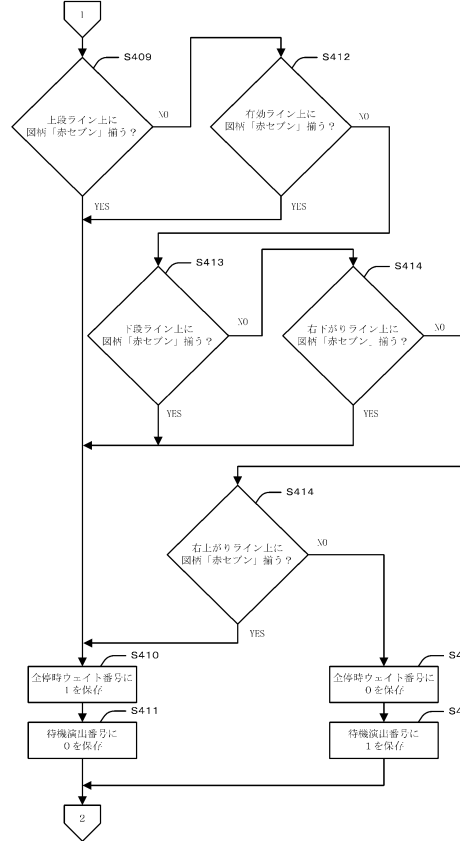 1
S409
上段ライン上に
図柄「赤セブン」揃う？
NO
YES
S412
有効ライン上に
図柄「赤セブン」揃う？
NO
YES
S413
下段ライン上に
図柄「赤セブン」揃う？
NO
YES
S414
右下がりライン上に
図柄「赤セブン」揃う？
NO
YES
S414
右上がりライン上に
図柄「赤セブン」揃う？
NO
YES
S410
全停時ウェイト番号に
1を保存
S4
全停時ウェイト番号に
0を保存
S411
待機演出番号に
0を保存
S4
待機演出番号に
1を保存
2